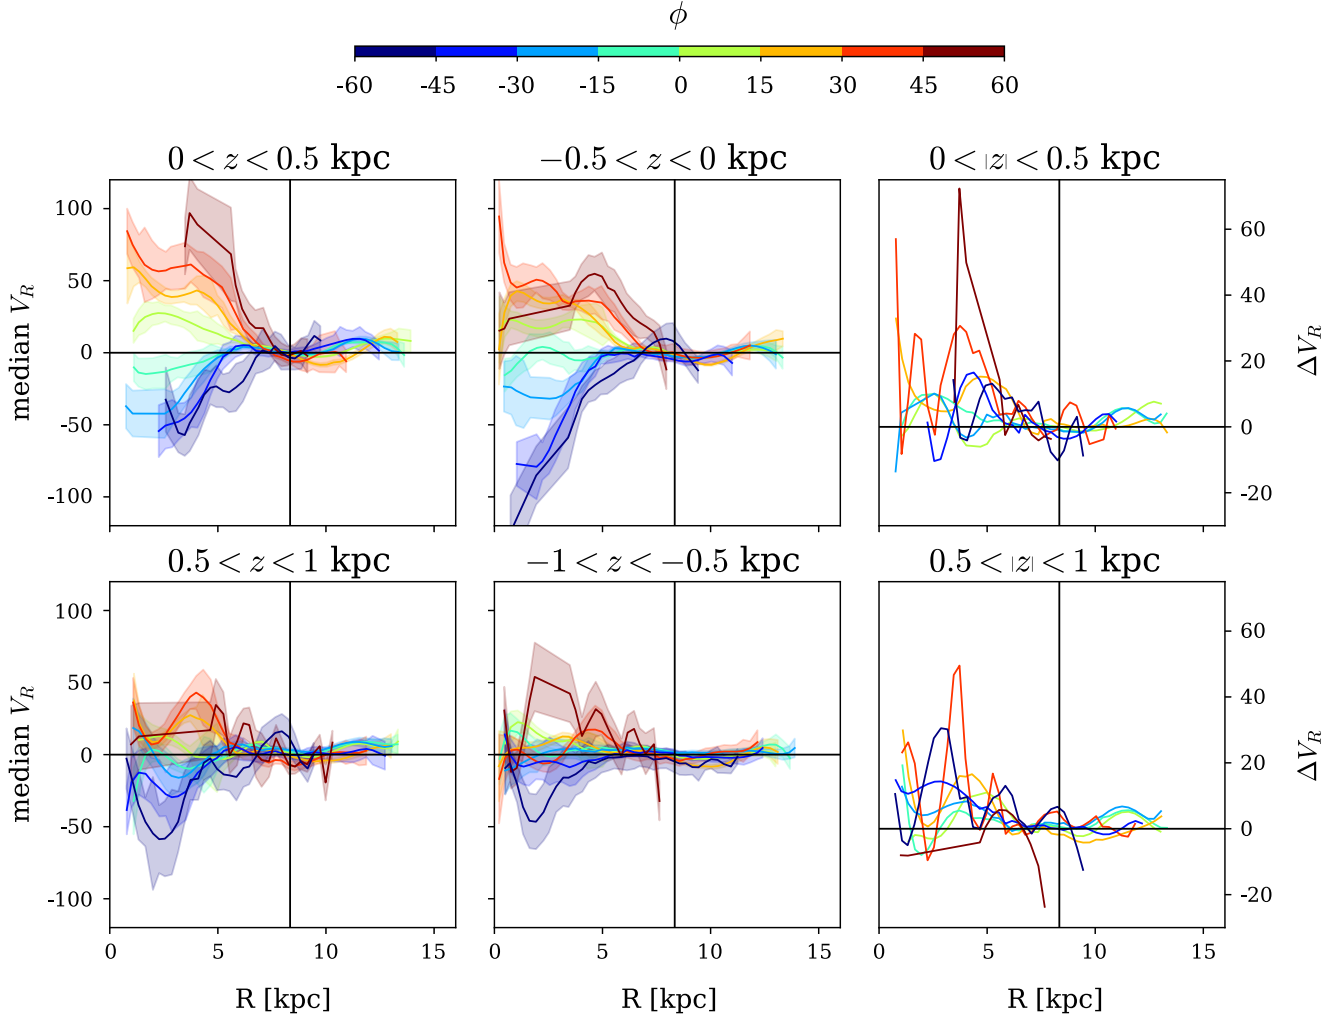 ϕ
-60 -45 -30 -15 0 15 30 45 60
0 < z < 0.5 kpc
−0.5 < z < 0 kpc
0 < |z| < 0.5 kpc
median V_R
100
50
0
-50
-100
60
40
20
0
-20
ΔV_R
0.5 < z < 1 kpc
−1 < z < −0.5 kpc
0.5 < |z| < 1 kpc
median V_R
100
50
0
-50
-100
60
40
20
0
-20
ΔV_R
0 5 10 15
0 5 10 15
0 5 10 15
R [kpc]
R [kpc]
R [kpc]